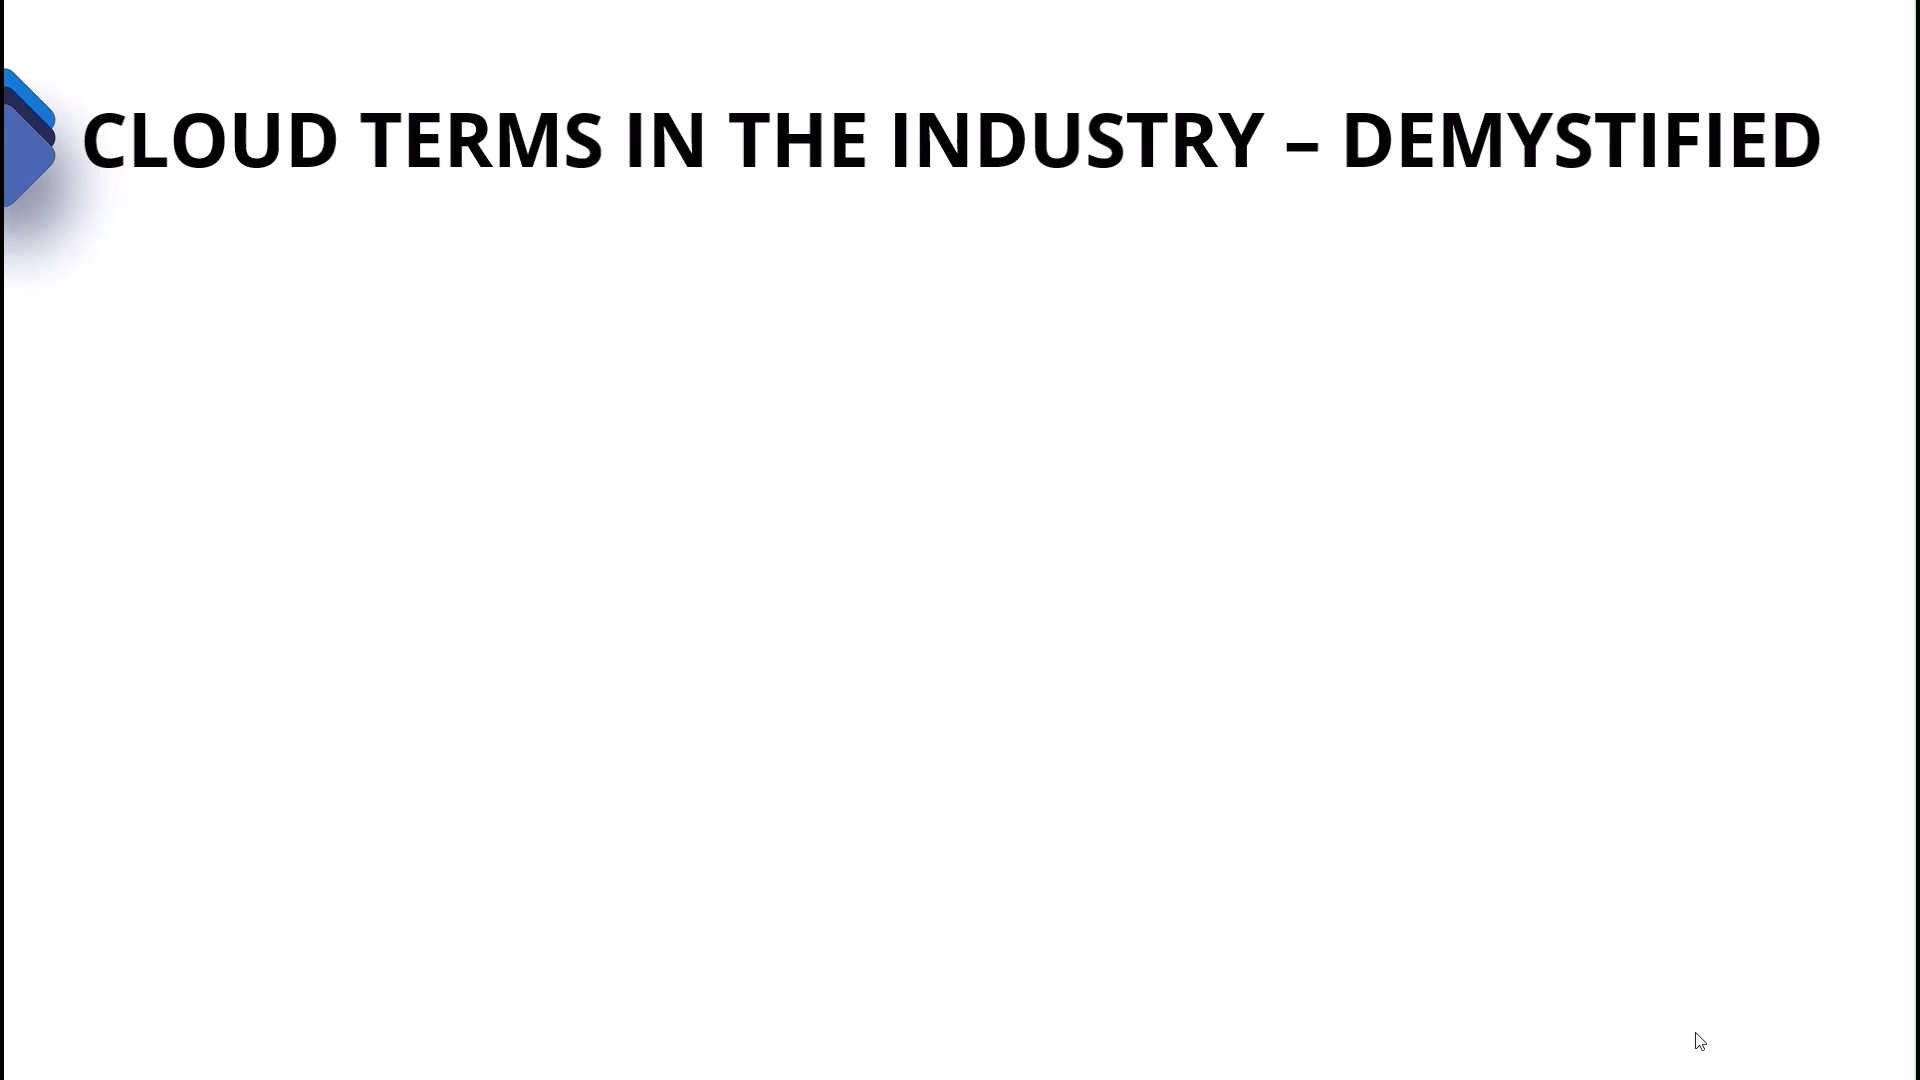 CLOUD TERMS IN THE INDUSTRY – DEMYSTIFIED